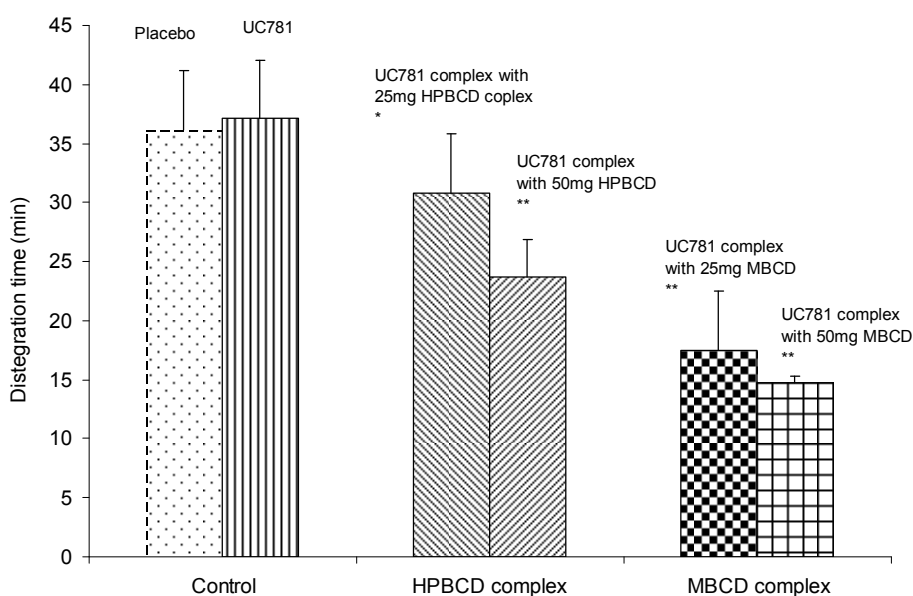 45
40
35
30
25
20
15
10
5
0
Distegration time (min)
Placebo
UC781
UC781 complex with
25mg HPBCD coplex
*
UC781 complex
with 50mg HPBCD
**
UC781 complex
with 25mg MBCD
**
UC781 complex
with 50mg MBCD
**
Control
HPBCD complex
MBCD complex